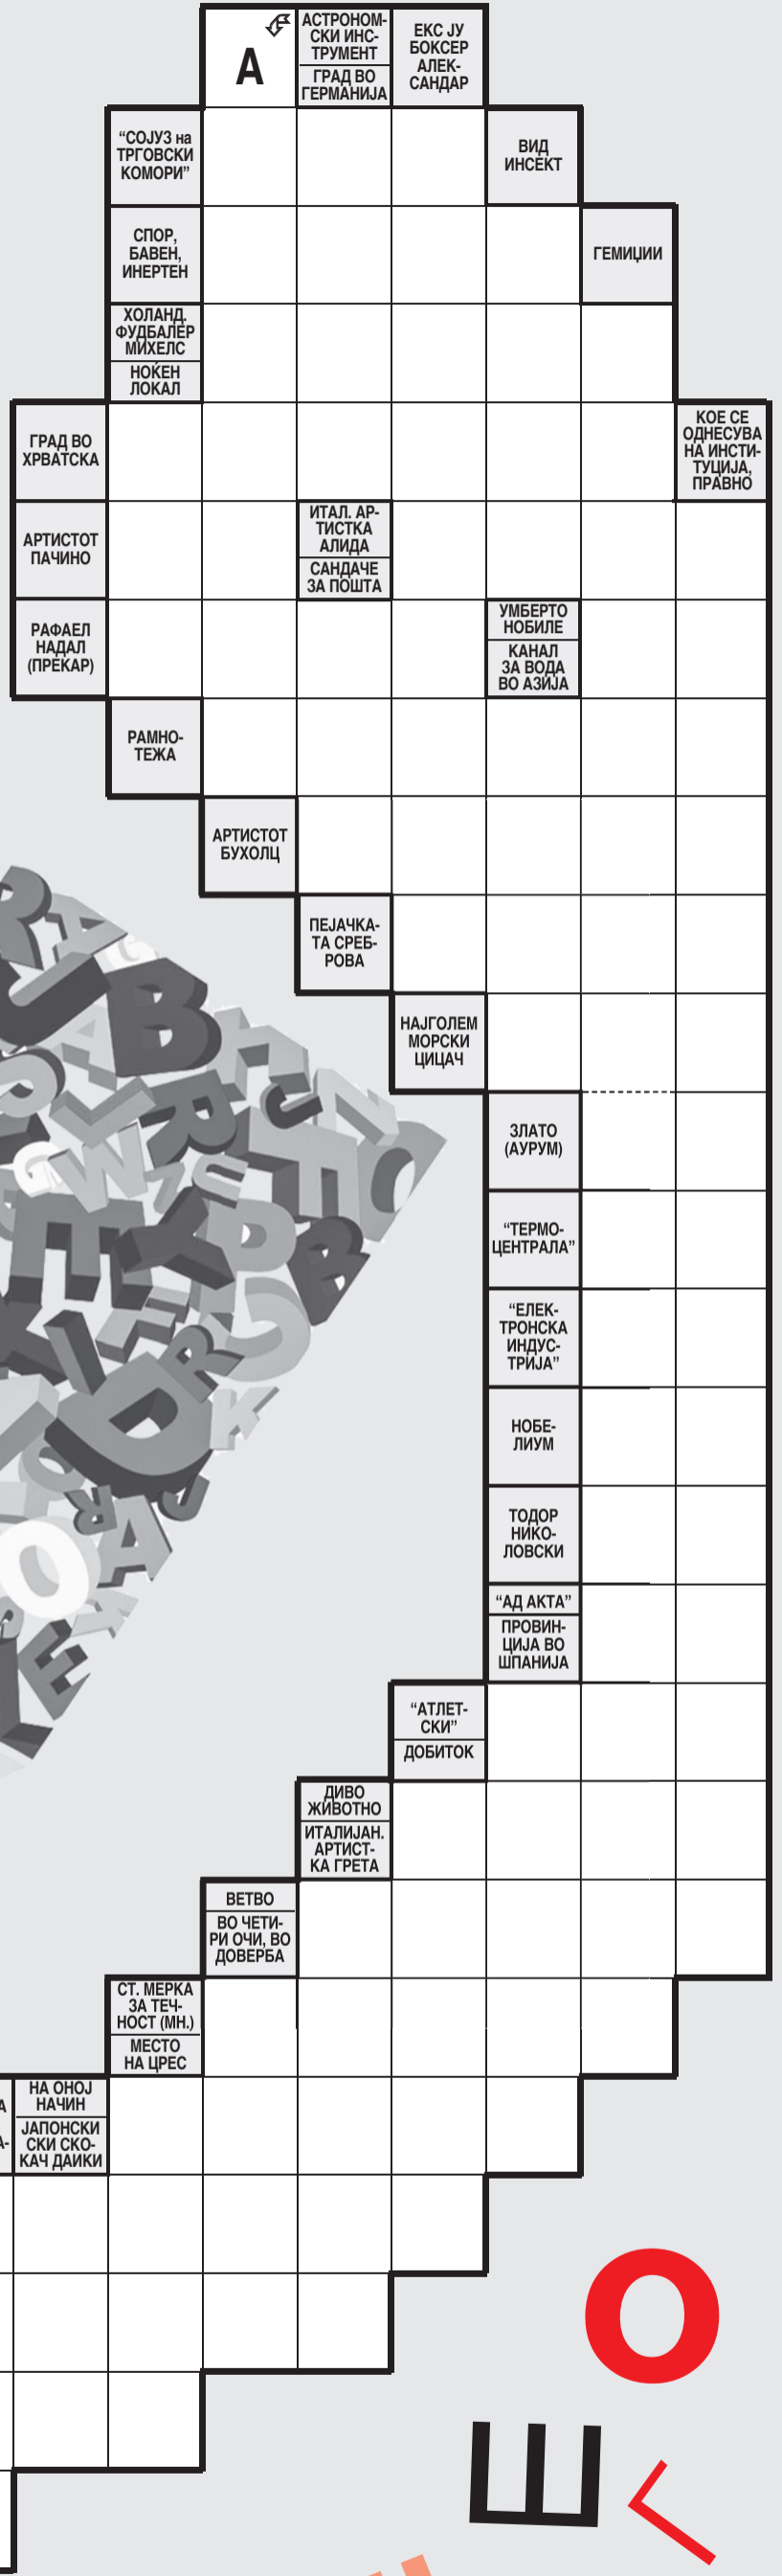 А
АСТРОНОМ-
СКИ ИНС-
ТРУМЕНТ
ГРАД ВО
ГЕРМАНИЈА
ЕКС ЈУ
БОКСЕР
АЛЕК-
САНДАР
“СОЈУЗ на
ТРГОВСКИ
КОМОРИ”
ВИД
ИНСЕКТ
СПОР,
БАВЕН,
ИНЕРТЕН
ГЕМИЏИИ
ХОЛАНД.
ФУДБАЛЕР
МИХЕЛС
НОЌЕН
ЛОКАЛ
ГРАД ВО
ХРВАТСКА
КОЕ СЕ
ОДНЕСУВА
НА ИНСТИ-
ТУЦИЈА,
ПРАВНО
АРТИСТОТ
ПАЧИНО
ИТАЛ. АР-
ТИСТКА
АЛИДА
САНДАЧЕ
ЗА ПОШТА
РАФАЕЛ
НАДАЛ
(ПРЕКАР)
УМБЕРТО
НОБИЛЕ
КАНАЛ
ЗА ВОДА
ВО АЗИЈА
РАМНО-
ТЕЖА
АРТИСТОТ
БУХОЛЦ
ПЕЈАЧКА-
ТА СРЕБ-
РОВА
НАЈГОЛЕМ
МОРСКИ
ЦИЦАЧ
ЗЛАТО
(АУРУМ)
“ТЕРМО-
ЦЕНТРАЛА”
“ЕЛЕК-
ТРОНСКА
ИНДУС-
ТРИЈА”
НОБЕ-
ЛИУМ
ТОДОР
НИКО-
ЛОВСКИ
“АД АКТА”
ПРОВИН-
ЦИЈА ВО
ШПАНИЈА
“АТЛЕТ-
СКИ”
ДОБИТОК
ДИВО
ЖИВОТНО
ИТАЛИЈАН.
АРТИСТ-
КА ГРЕТА
ВЕТВО
ВО ЧЕТИ-
РИ ОЧИ, ВО
ДОВЕРБА
СТ. МЕРКА
ЗА ТЕЧ-
НОСТ (МН.)
МЕСТО
НА ЦРЕС
НА ОНОЈ
НАЧИН
ЈАПОНСКИ
СКИ СКО-
КАЧ ДАИКИ
О
Ш